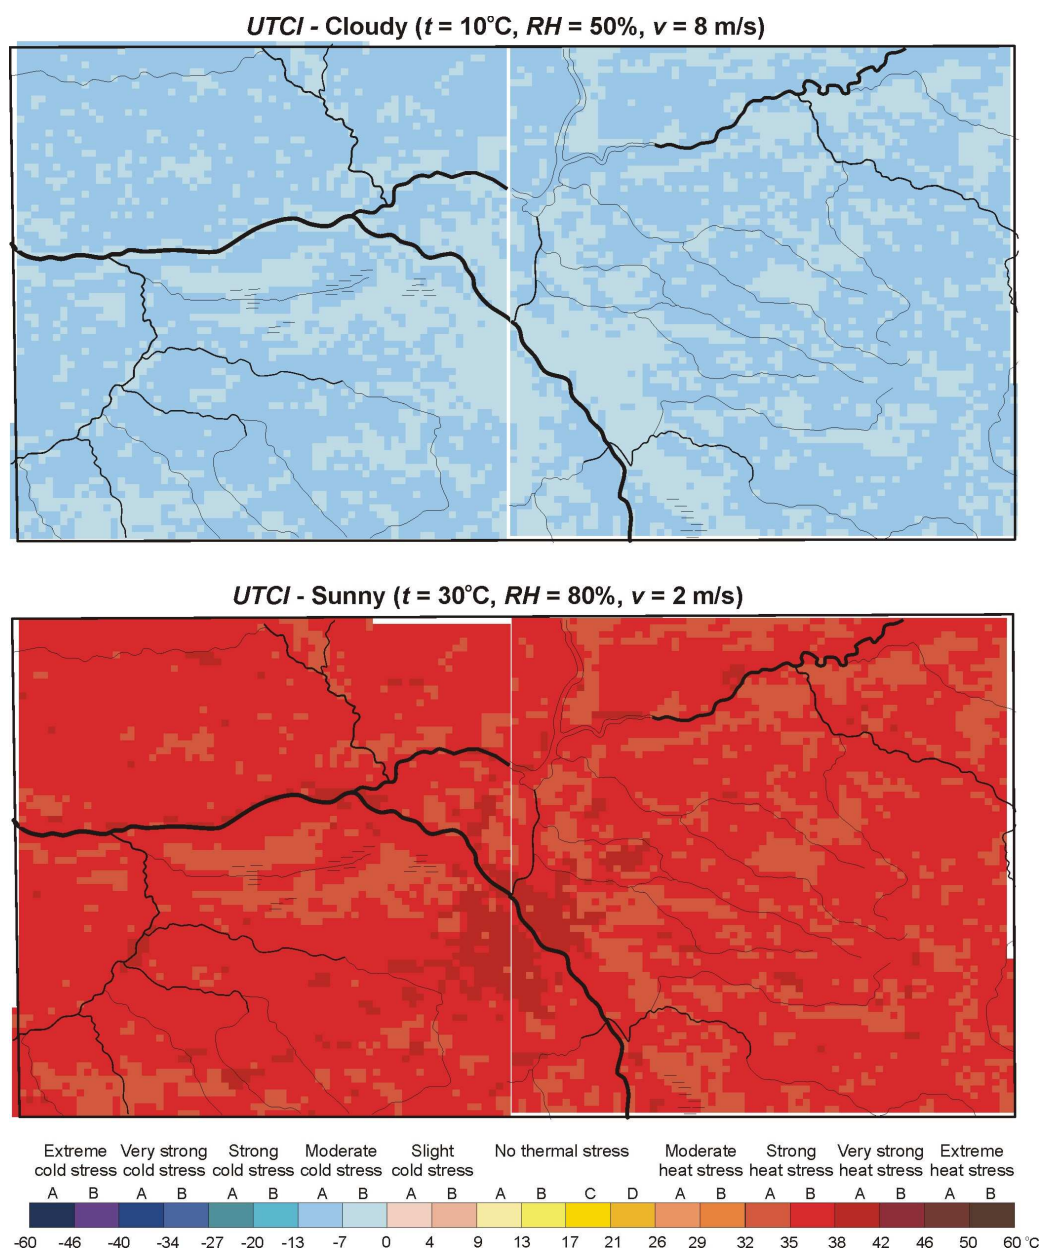 UTCI - Cloudy (t = 10°C, RH = 50%, v = 8 m/s)
UTCI - Sunny (t = 30°C, RH = 80%, v = 2 m/s)
Extreme cold stress Very strong cold stress Strong cold stress Moderate cold stress Slight cold stress No thermal stress Moderate heat stress Strong heat stress Very strong heat stress Extreme heat stress
A B A B A B A B A B A B C D A B A B A B A B
-60 -46 -40 -34 -27 -20 -13 -7 0 4 9 13 17 21 26 29 32 35 38 42 46 50 60 °C